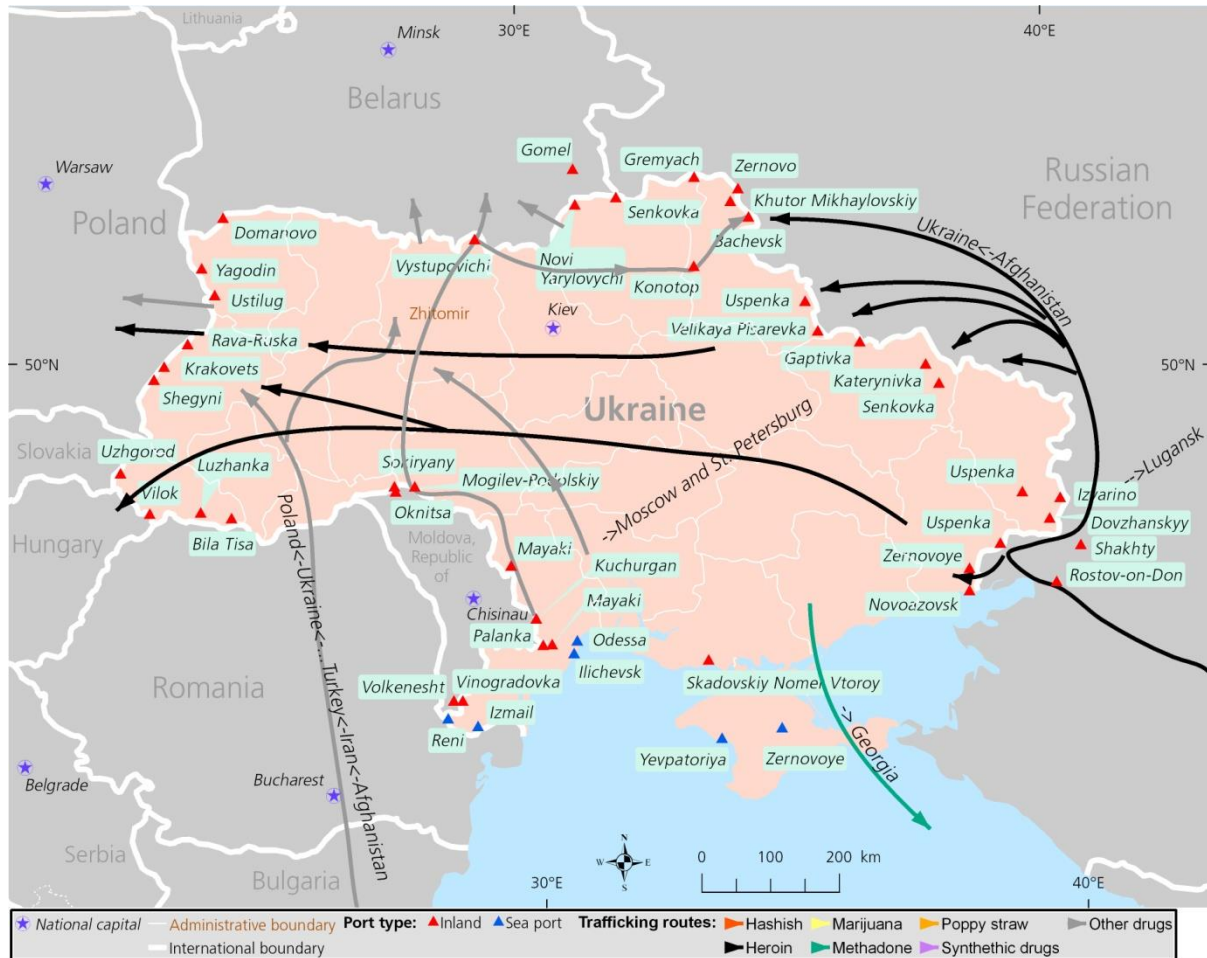 Lithuania
Minsk
30°E
40°E
Belarus
Gomel
Gremyach
Zernovo
Warsaw
Russian
Federation
Poland
Senkovka
Khutor Mikhaylovskiy
Domanovo
Bachevsk
Ukraine<-Afghanistan
Vystupovichi
Novi
Yarylovychi
Konotop
Yagodin
Ustilug
Zhitomir
Kiev
Uspenka
Velikaya Pisarevka
Rava-Ruska
50°N
50°N
Krakovets
Gaptivka
Katerynivka
Shegyni
Senkovka
Ukraine
Slovakia
Uzhgorod
Luzhanka
Sokiryany
->Moscow and St. Petersburg
->Lugansk
Uspenka
Vilok
Mogilev-Podolskiy
Izvarino
Oknitsa
Uspenka
Dovzhanskyy
Hungary
Bila Tisa
Moldova,
Republic
of
Mayaki
Zernovoye
Shakhty
Kuchurgan
Rostov-on-Don
Chisinau
Mayaki
Novoazovsk
Poland<-Ukraine<-...Turkey<-Iran<-Afghanistan
Palanka
Odessa
Ilichevsk
Romania
Volkenesht
Vinogradovka
Skadovskiy Nomer Vtoroy
Izmail
-> Georgia
Reni
Yevpatoriya
Zernovoye
Belgrade
Bucharest
N
W E
S
0 100 200 km
Serbia
Bulgaria
30°E
40°E
National capital Administrative boundary Port type: Inland Sea port Trafficking routes: Hashish Marijuana Poppy straw Other drugs
International boundary Heroin Methadone Synthethic drugs